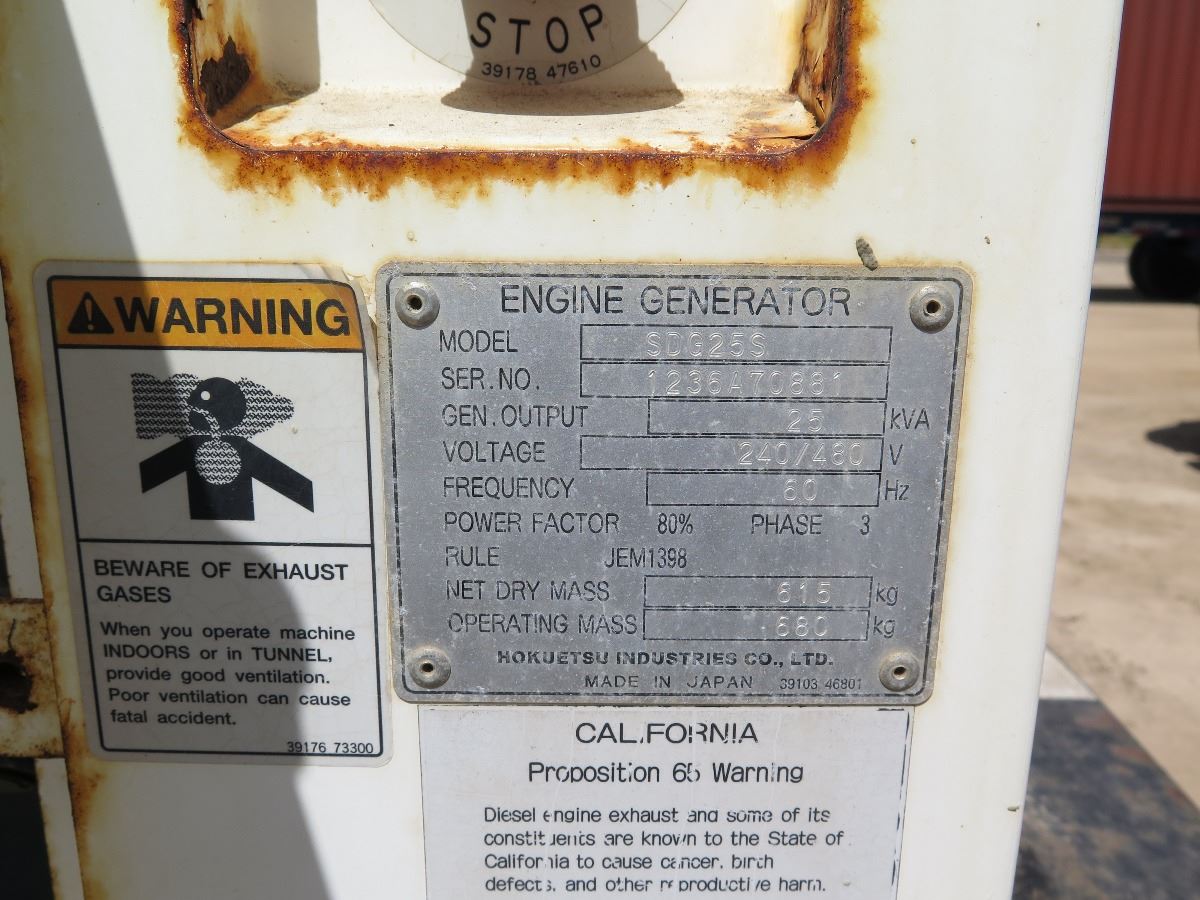 STOP
39178 47610
WARNING
BEWARE OF EXHAUST
GASES
When you operate machine
INDOORS or in TUNNEL,
provide good ventilation.
Poor ventilation can cause
fatal accident.
39176 73300
ENGINE GENERATOR
MODEL SDG25S
SER.NO. 1236A70881
GEN.OUTPUT 25 kVA
VOLTAGE 240/480 V
FREQUENCY 60 Hz
POWER FACTOR 80% PHASE 3
RULE JEM1398
NET DRY MASS 615 kg
OPERATING MASS 680 kg
HOKUETSU INDUSTRIES CO., LTD.
MADE IN JAPAN 39103 46801
CALIFORNIA
Proposition 65 Warning
Diesel engine exhaust and some of its
constituents are known to the State of
California to cause cancer, birth
defects, and other reproductive harm.